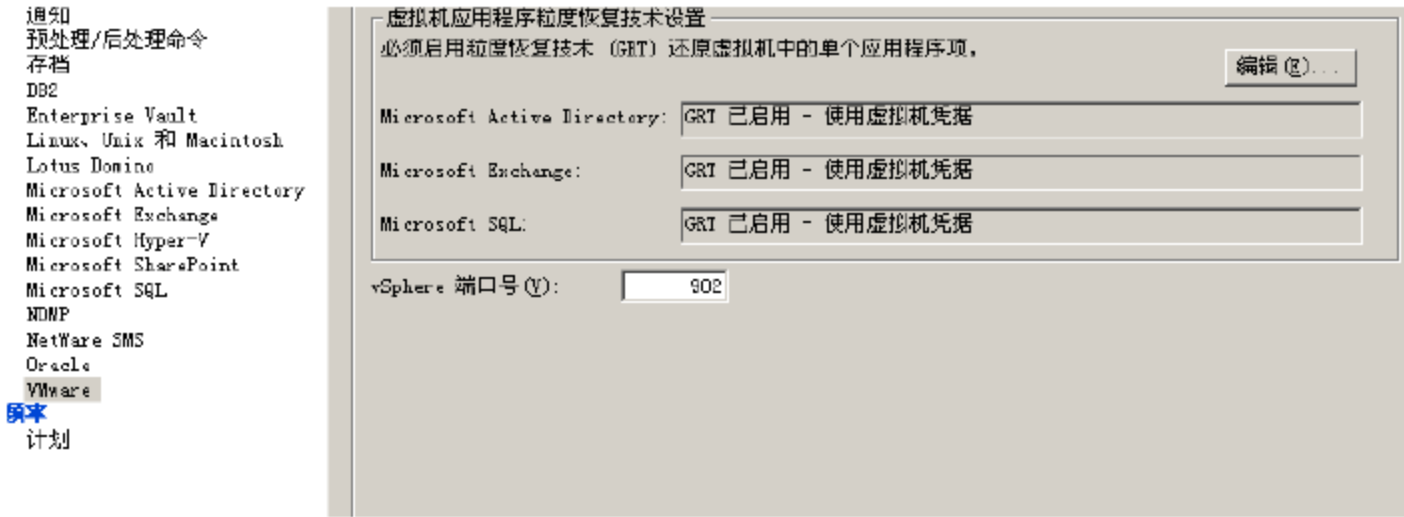 通知
预处理/后处理命令
存档
DB2
Enterprise Vault
Linux、Unix 和 Macintosh
Lotus Domino
Microsoft Active Directory
Microsoft Exchange
Microsoft Hyper-V
Microsoft SharePoint
Microsoft SQL
NDMP
NetWare SMS
Oracle
VMware
频率
计划
虚拟机应用程序粒度恢复技术设置
必须启用粒度恢复技术 (GRT) 还原虚拟机中的单个应用程序项。
编辑(E)...
Microsoft Active Directory: GRT 已启用 - 使用虚拟机凭据
Microsoft Exchange: GRT 已启用 - 使用虚拟机凭据
Microsoft SQL: GRT 已启用 - 使用虚拟机凭据
vSphere 端口号(V): 902